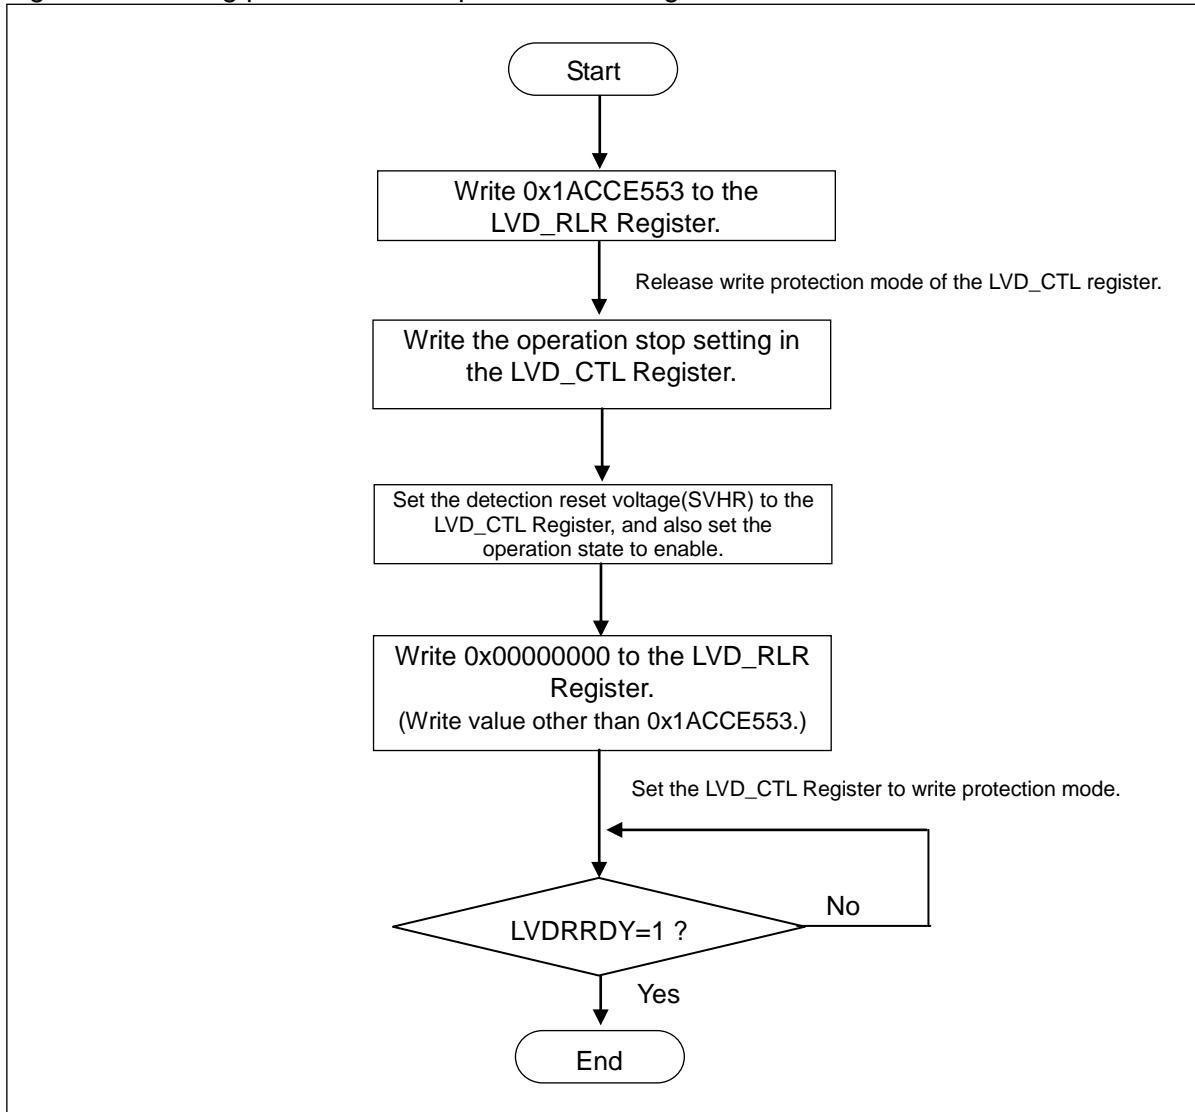 Start
Write 0x1ACCE553 to the
LVD_RLR Register.
Release write protection mode of the LVD_CTL register.
Write the operation stop setting in
the LVD_CTL Register.
Set the detection reset voltage(SVHR) to the
LVD_CTL Register, and also set the
operation state to enable.
Write 0x00000000 to the LVD_RLR
Register.
(Write value other than 0x1ACCE553.)
Set the LVD_CTL Register to write protection mode.
No
LVDRRDY=1 ?
Yes
End